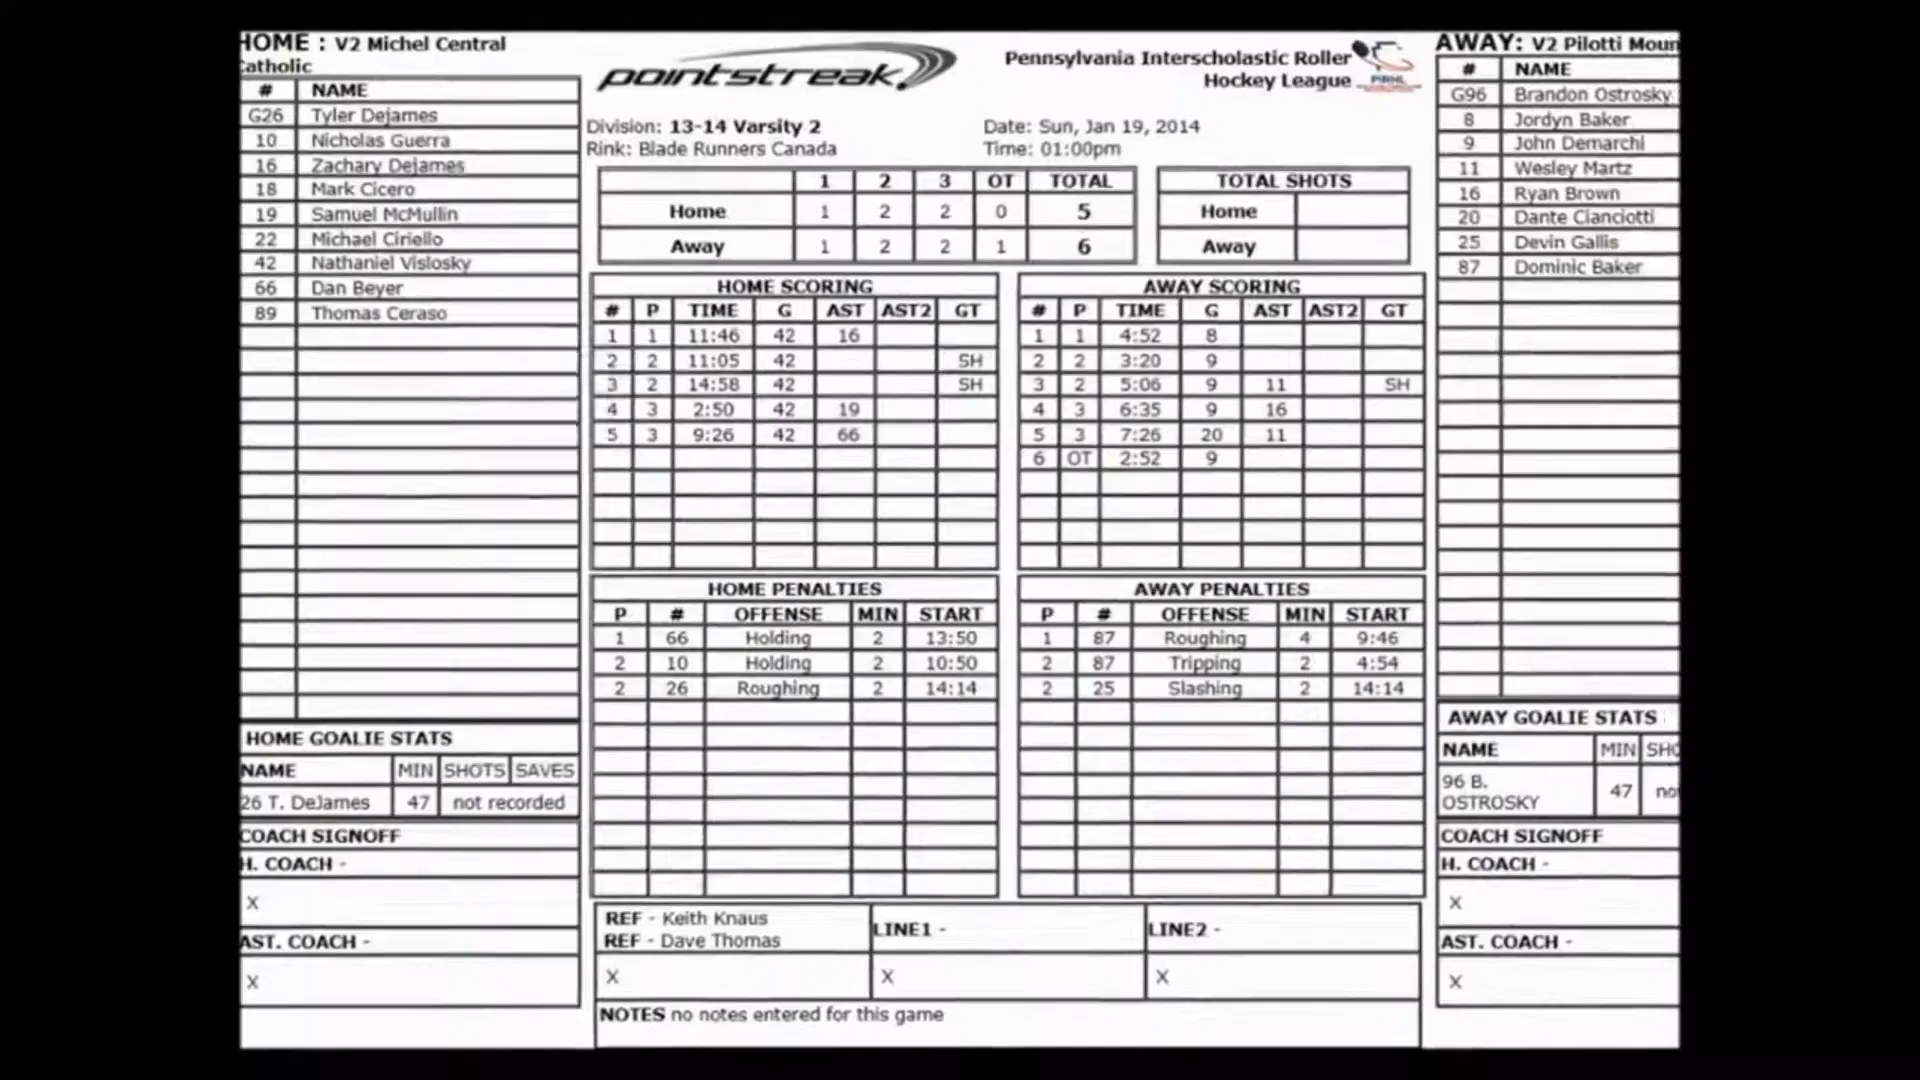 HOME : V2 Michel Central
Catholic
# NAME
G26 Tyler Dejames
10 Nicholas Guerra
16 Zachary Dejames
18 Mark Cicero
19 Samuel McMullin
22 Michael Ciriello
42 Nathaniel Vislosky
66 Dan Beyer
89 Thomas Ceraso
HOME GOALIE STATS
NAME MIN SHOTS SAVES
26 T. DeJames 47 not recorded
COACH SIGNOFF
H. COACH -
X
AST. COACH -
X
pointstreak.
Pennsylvania Interscholastic Roller
Hockey League
PIRHL
Division: 13-14 Varsity 2 Date: Sun, Jan 19, 2014
Rink: Blade Runners Canada Time: 01:00pm
1 2 3 OT TOTAL
Home 1 2 2 0 5
Away 1 2 2 1 6
TOTAL SHOTS
Home
Away
HOME SCORING
# P TIME G AST AST2 GT
1 1 11:46 42 16
2 2 11:05 42 SH
3 2 14:58 42 SH
4 3 2:50 42 19
5 3 9:26 42 66
AWAY SCORING
# P TIME G AST AST2 GT
1 1 4:52 8
2 2 3:20 9
3 2 5:06 9 11 SH
4 3 6:35 9 16
5 3 7:26 20 11
6 OT 2:52 9
HOME PENALTIES
P # OFFENSE MIN START
1 66 Holding 2 13:50
2 10 Holding 2 10:50
2 26 Roughing 2 14:14
AWAY PENALTIES
P # OFFENSE MIN START
1 87 Roughing 4 9:46
2 87 Tripping 2 4:54
2 25 Slashing 2 14:14
REF - Keith Knaus
REF - Dave Thomas
X
LINE1 -
X
LINE2 -
X
NOTES no notes entered for this game
AWAY: V2 Pilotti Moun
# NAME
G96 Brandon Ostrosky
8 Jordyn Baker
9 John Demarchi
11 Wesley Martz
16 Ryan Brown
20 Dante Cianciotti
25 Devin Gallis
87 Dominic Baker
AWAY GOALIE STATS
NAME MIN SHO
96 B.
OSTROSKY 47 no
COACH SIGNOFF
H. COACH -
X
AST. COACH -
X